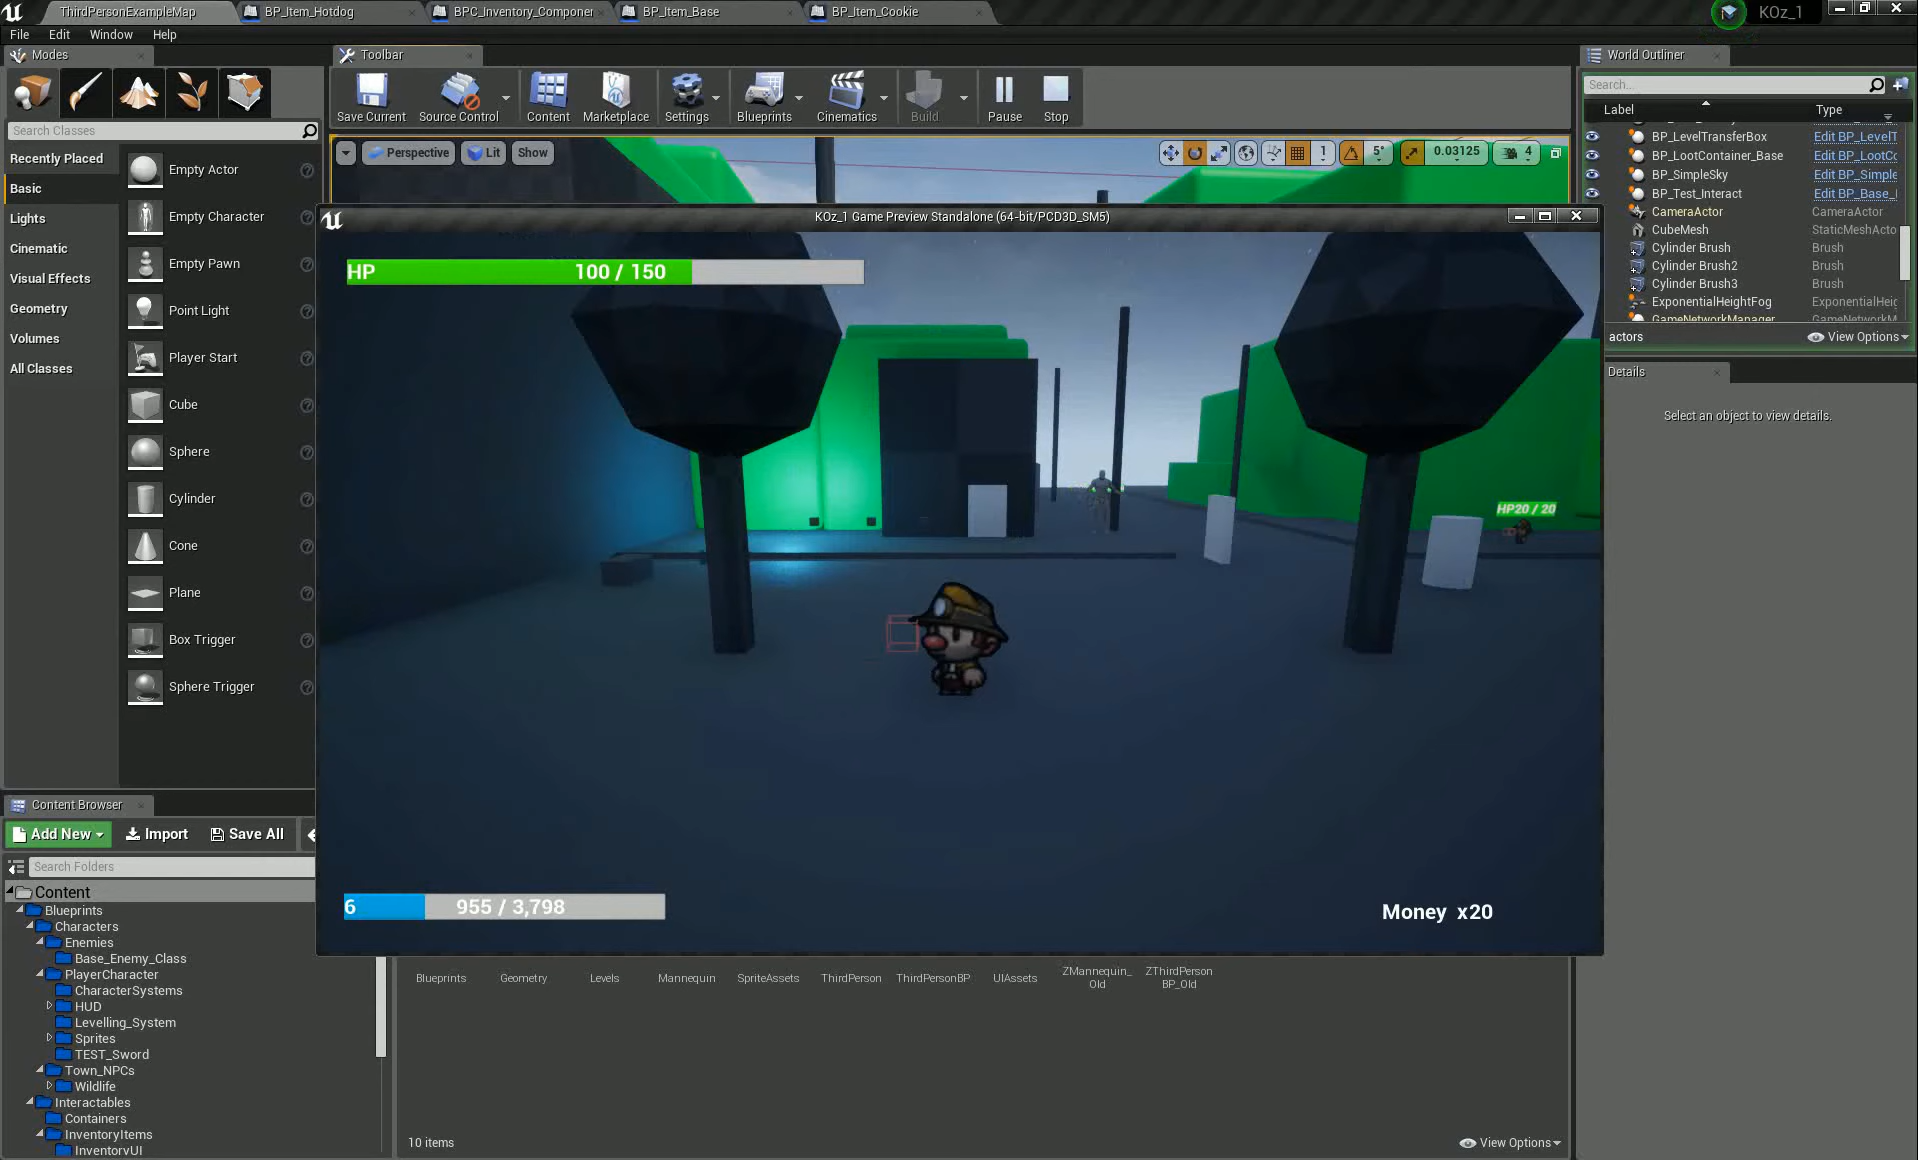 ThirdPersonExampleMap
BP_Item_Hotdog
BPC_Inventory_Componer
BP_Item_Base
BP_Item_Cookie
KOz_1
File Edit Window Help
Modes
Toolbar
World Outliner
Save Current
Source Control
Content
Marketplace
Settings
Blueprints
Cinematics
Build
Pause
Stop
Search...
Label Type
Search Classes
Perspective
Lit
Show
1
5°
0.03125
4
BP_LevelTransferBox Edit BP_LevelT
BP_LootContainer_Base Edit BP_LootCo
BP_SimpleSky Edit BP_Simple
BP_Test_Interact Edit BP_Base_I
CameraActor CameraActor
CubeMesh StaticMeshActo
Cylinder Brush Brush
Cylinder Brush2 Brush
Cylinder Brush3 Brush
ExponentialHeightFog ExponentialHeig
GameNetworkManager GameNetworkM
actors
View Options
Details
Select an object to view details.
Recently Placed
Basic
Lights
Cinematic
Visual Effects
Geometry
Volumes
All Classes
Empty Actor
Empty Character
Empty Pawn
Point Light
Player Start
Cube
Sphere
Cylinder
Cone
Plane
Box Trigger
Sphere Trigger
KOz_1 Game Preview Standalone (64-bit/PCD3D_SM5)
HP 100 / 150
HP20 / 20
6 955 / 3,798
Money x20
Content Browser
Add New
Import
Save All
Search Folders
Content
Blueprints
Characters
Enemies
Base_Enemy_Class
PlayerCharacter
CharacterSystems
HUD
Levelling_System
Sprites
TEST_Sword
Town_NPCs
Wildlife
Interactables
Containers
InventoryItems
InventoryUI
Blueprints
Geometry
Levels
Mannequin
SpriteAssets
ThirdPerson
ThirdPersonBP
UIAssets
ZMannequin_
Old
ZThirdPerson
BP_Old
10 items
View Options